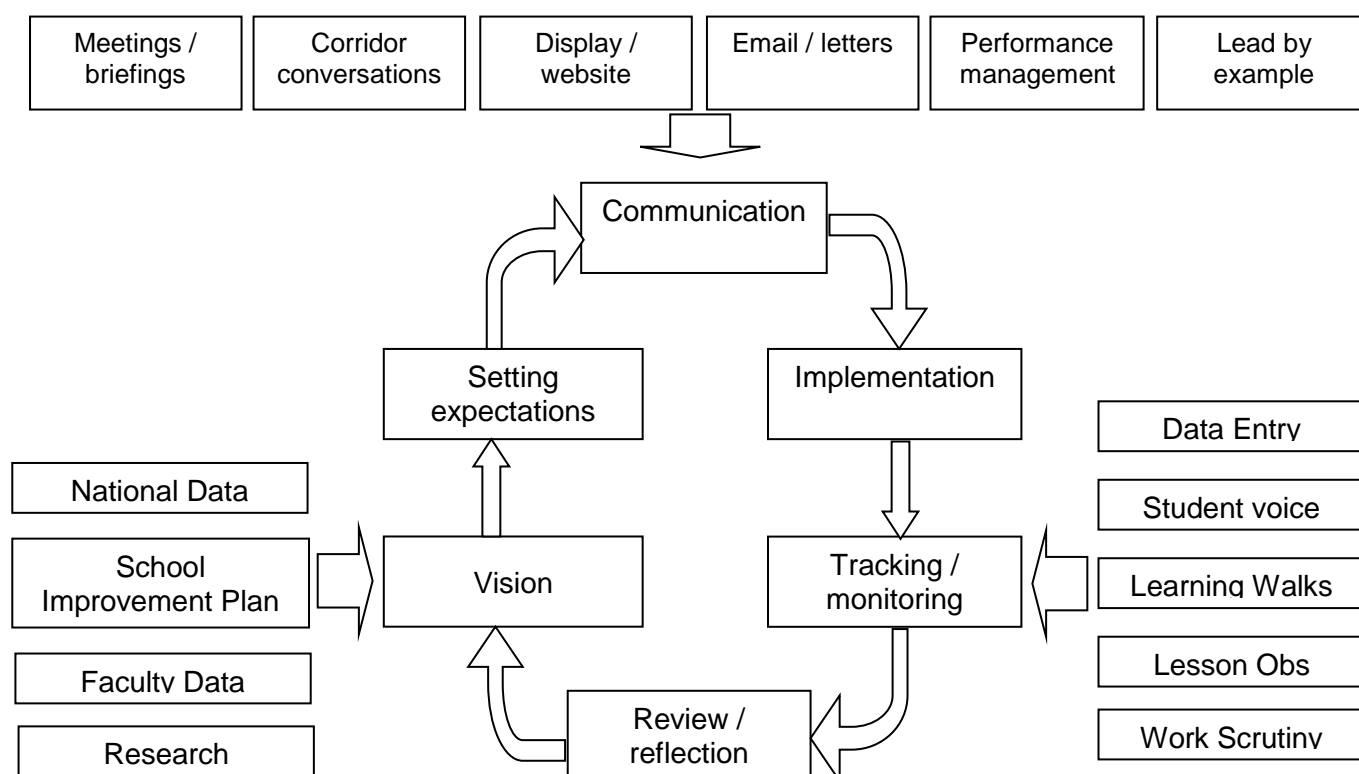 Meetings /
briefings
Corridor
conversations
Display /
website
Email / letters
Performance
management
Lead by
example
Communication
Setting
expectations
Implementation
National Data
School
Improvement Plan
Faculty Data
Research
Vision
Tracking /
monitoring
Data Entry
Student voice
Learning Walks
Lesson Obs
Work Scrutiny
Review /
reflection